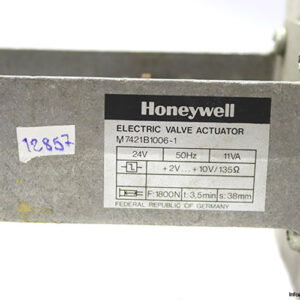 Honeywell
ELECTRIC VALVE ACTUATOR
M7421B1006-1
24V 50Hz 11VA
+2V...+10V/135Ω
F:1800N t:3,5min s:38mm
FEDERAL REPUBLIC OF GERMANY
12857